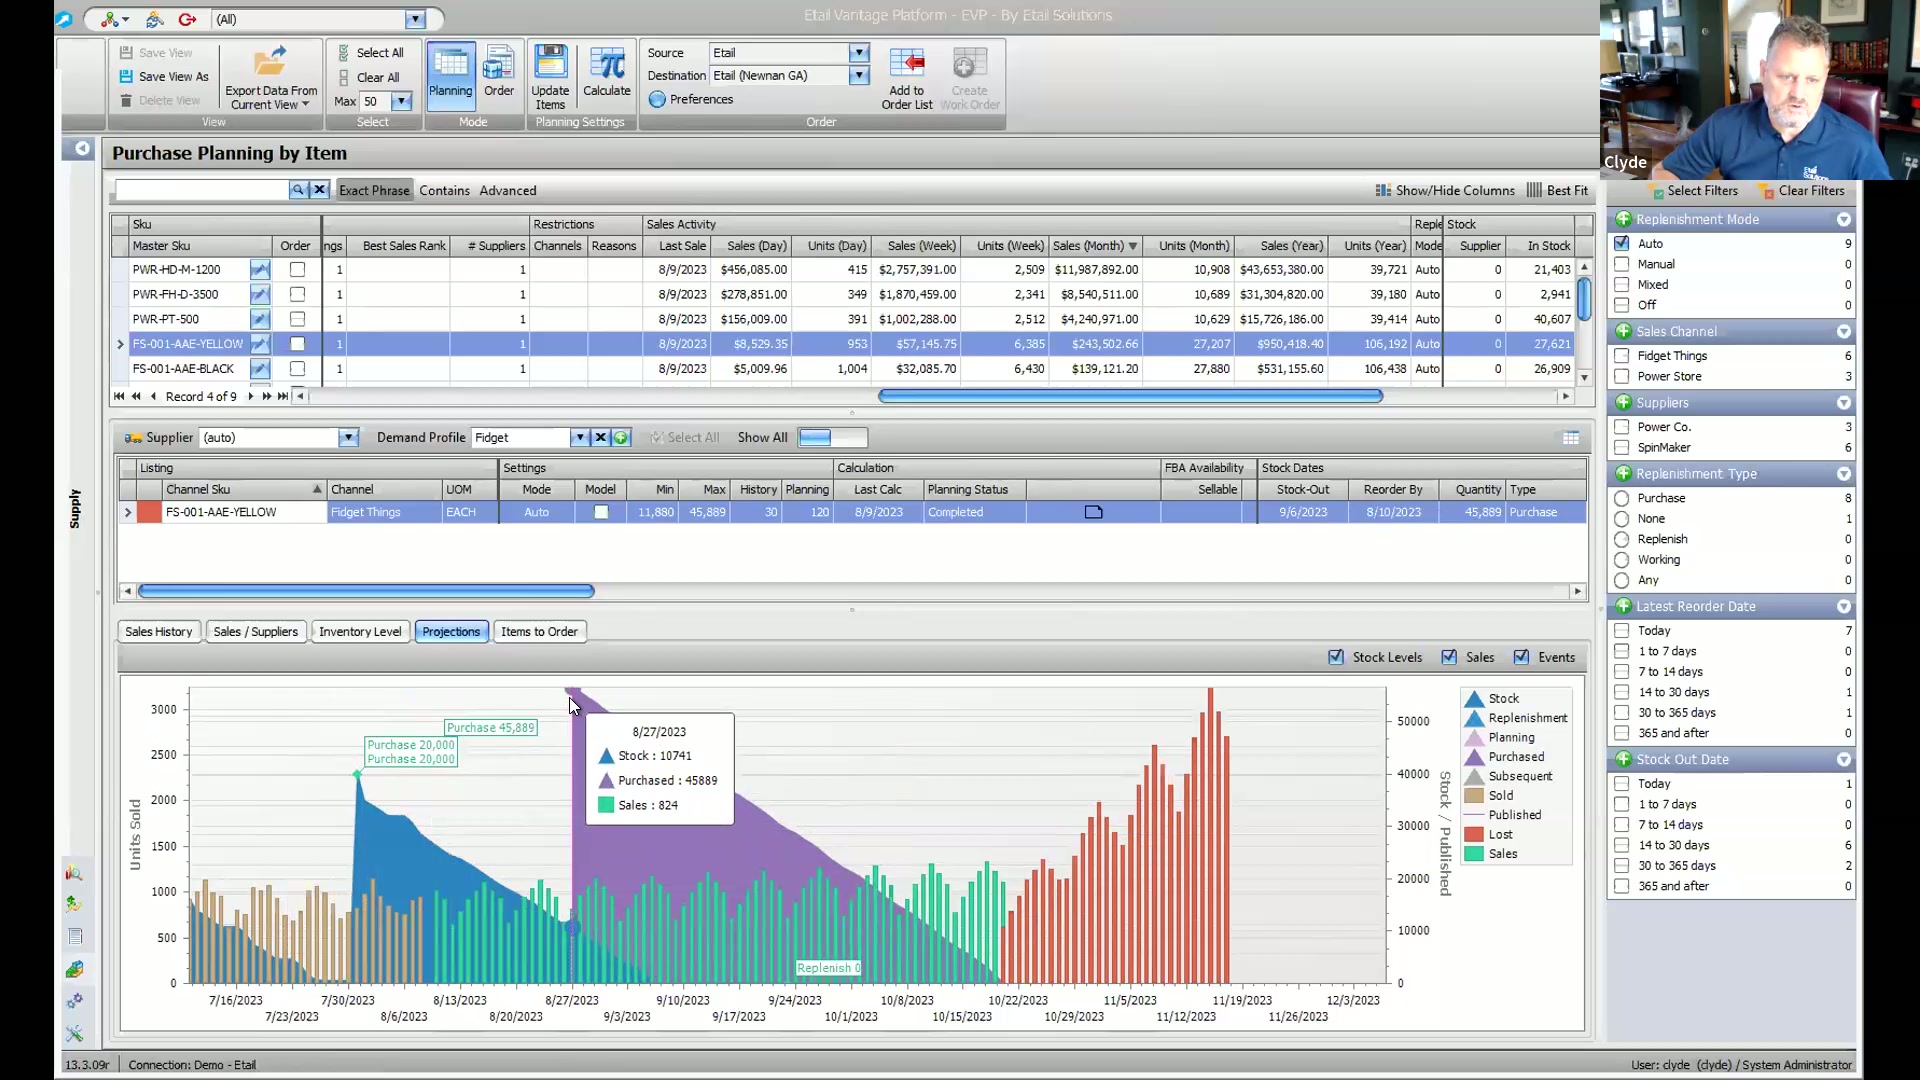 (All)
Etail Vantage Platform - EVP - By Etail Solutions
Save View
Save View As
Delete View
Export Data From
Current View
View
Select All
Clear All
Max 50
Select
Planning
Order
Mode
Update
Items
Calculate
Planning Settings
Source Etail
Destination Etail (Newnan GA)
Preferences
Add to
Order List
Create
Work Order
Order
Clyde
Etail
Solutions
Purchase Planning by Item
Exact Phrase Contains Advanced
Show/Hide Columns Best Fit
Sku Restrictions Sales Activity Reple Stock
Master Sku Order ngs Best Sales Rank # Suppliers Channels Reasons Last Sale Sales (Day) Units (Day) Sales (Week) Units (Week) Sales (Month) Units (Month) Sales (Year) Units (Year) Mode Supplier In Stock
PWR-HD-M-1200 1 1 8/9/2023 $456,085.00 415 $2,757,391.00 2,509 $11,987,892.00 10,908 $43,653,380.00 39,721 Auto 0 21,403
PWR-FH-D-3500 1 1 8/9/2023 $278,851.00 349 $1,870,459.00 2,341 $8,540,511.00 10,689 $31,304,820.00 39,180 Auto 0 2,941
PWR-PT-500 1 1 8/9/2023 $156,009.00 391 $1,002,288.00 2,512 $4,240,971.00 10,629 $15,726,186.00 39,414 Auto 0 40,607
FS-001-AAE-YELLOW 1 1 8/9/2023 $8,529.35 953 $57,145.75 6,385 $243,502.66 27,207 $950,418.40 106,192 Auto 0 27,621
FS-001-AAE-BLACK 1 1 8/9/2023 $5,009.96 1,004 $32,085.70 6,430 $139,121.20 27,880 $531,155.60 106,438 Auto 0 26,909
Record 4 of 9
Supplier (auto) Demand Profile Fidget Select All Show All
Listing Settings Calculation FBA Availability Stock Dates
Channel Sku Channel UOM Mode Model Min Max History Planning Last Calc Planning Status Sellable Stock-Out Reorder By Quantity Type
FS-001-AAE-YELLOW Fidget Things EACH Auto 11,880 45,889 30 120 8/9/2023 Completed 9/6/2023 8/10/2023 45,889 Purchase
Supply
Sales History Sales / Suppliers Inventory Level Projections Items to Order
Stock Levels Sales Events
Units Sold
3000
2500
2000
1500
1000
500
0
Purchase 45,889
Purchase 20,000
Purchase 20,000
8/27/2023
Stock : 10741
Purchased : 45889
Sales : 824
Replenish 0
50000
40000
30000
20000
10000
0
Stock / Published
7/16/2023 7/30/2023 8/13/2023 8/27/2023 9/10/2023 9/24/2023 10/8/2023 10/22/2023 11/5/2023 11/19/2023 12/3/2023
7/23/2023 8/6/2023 8/20/2023 9/3/2023 9/17/2023 10/1/2023 10/15/2023 10/29/2023 11/12/2023 11/26/2023
Stock
Replenishment
Planning
Purchased
Subsequent
Sold
Published
Lost
Sales
Select Filters Clear Filters
Replenishment Mode
Auto 9
Manual 0
Mixed 0
Off 0
Sales Channel
Fidget Things 6
Power Store 3
Suppliers
Power Co. 3
SpinMaker 6
Replenishment Type
Purchase 8
None 1
Replenish 0
Working 0
Any 0
Latest Reorder Date
Today 7
1 to 7 days 0
7 to 14 days 0
14 to 30 days 1
30 to 365 days 1
365 and after 0
Stock Out Date
Today 1
1 to 7 days 0
7 to 14 days 0
14 to 30 days 6
30 to 365 days 2
365 and after 0
13.3.09r Connection: Demo - Etail
User: clyde (clyde) / System Administrator